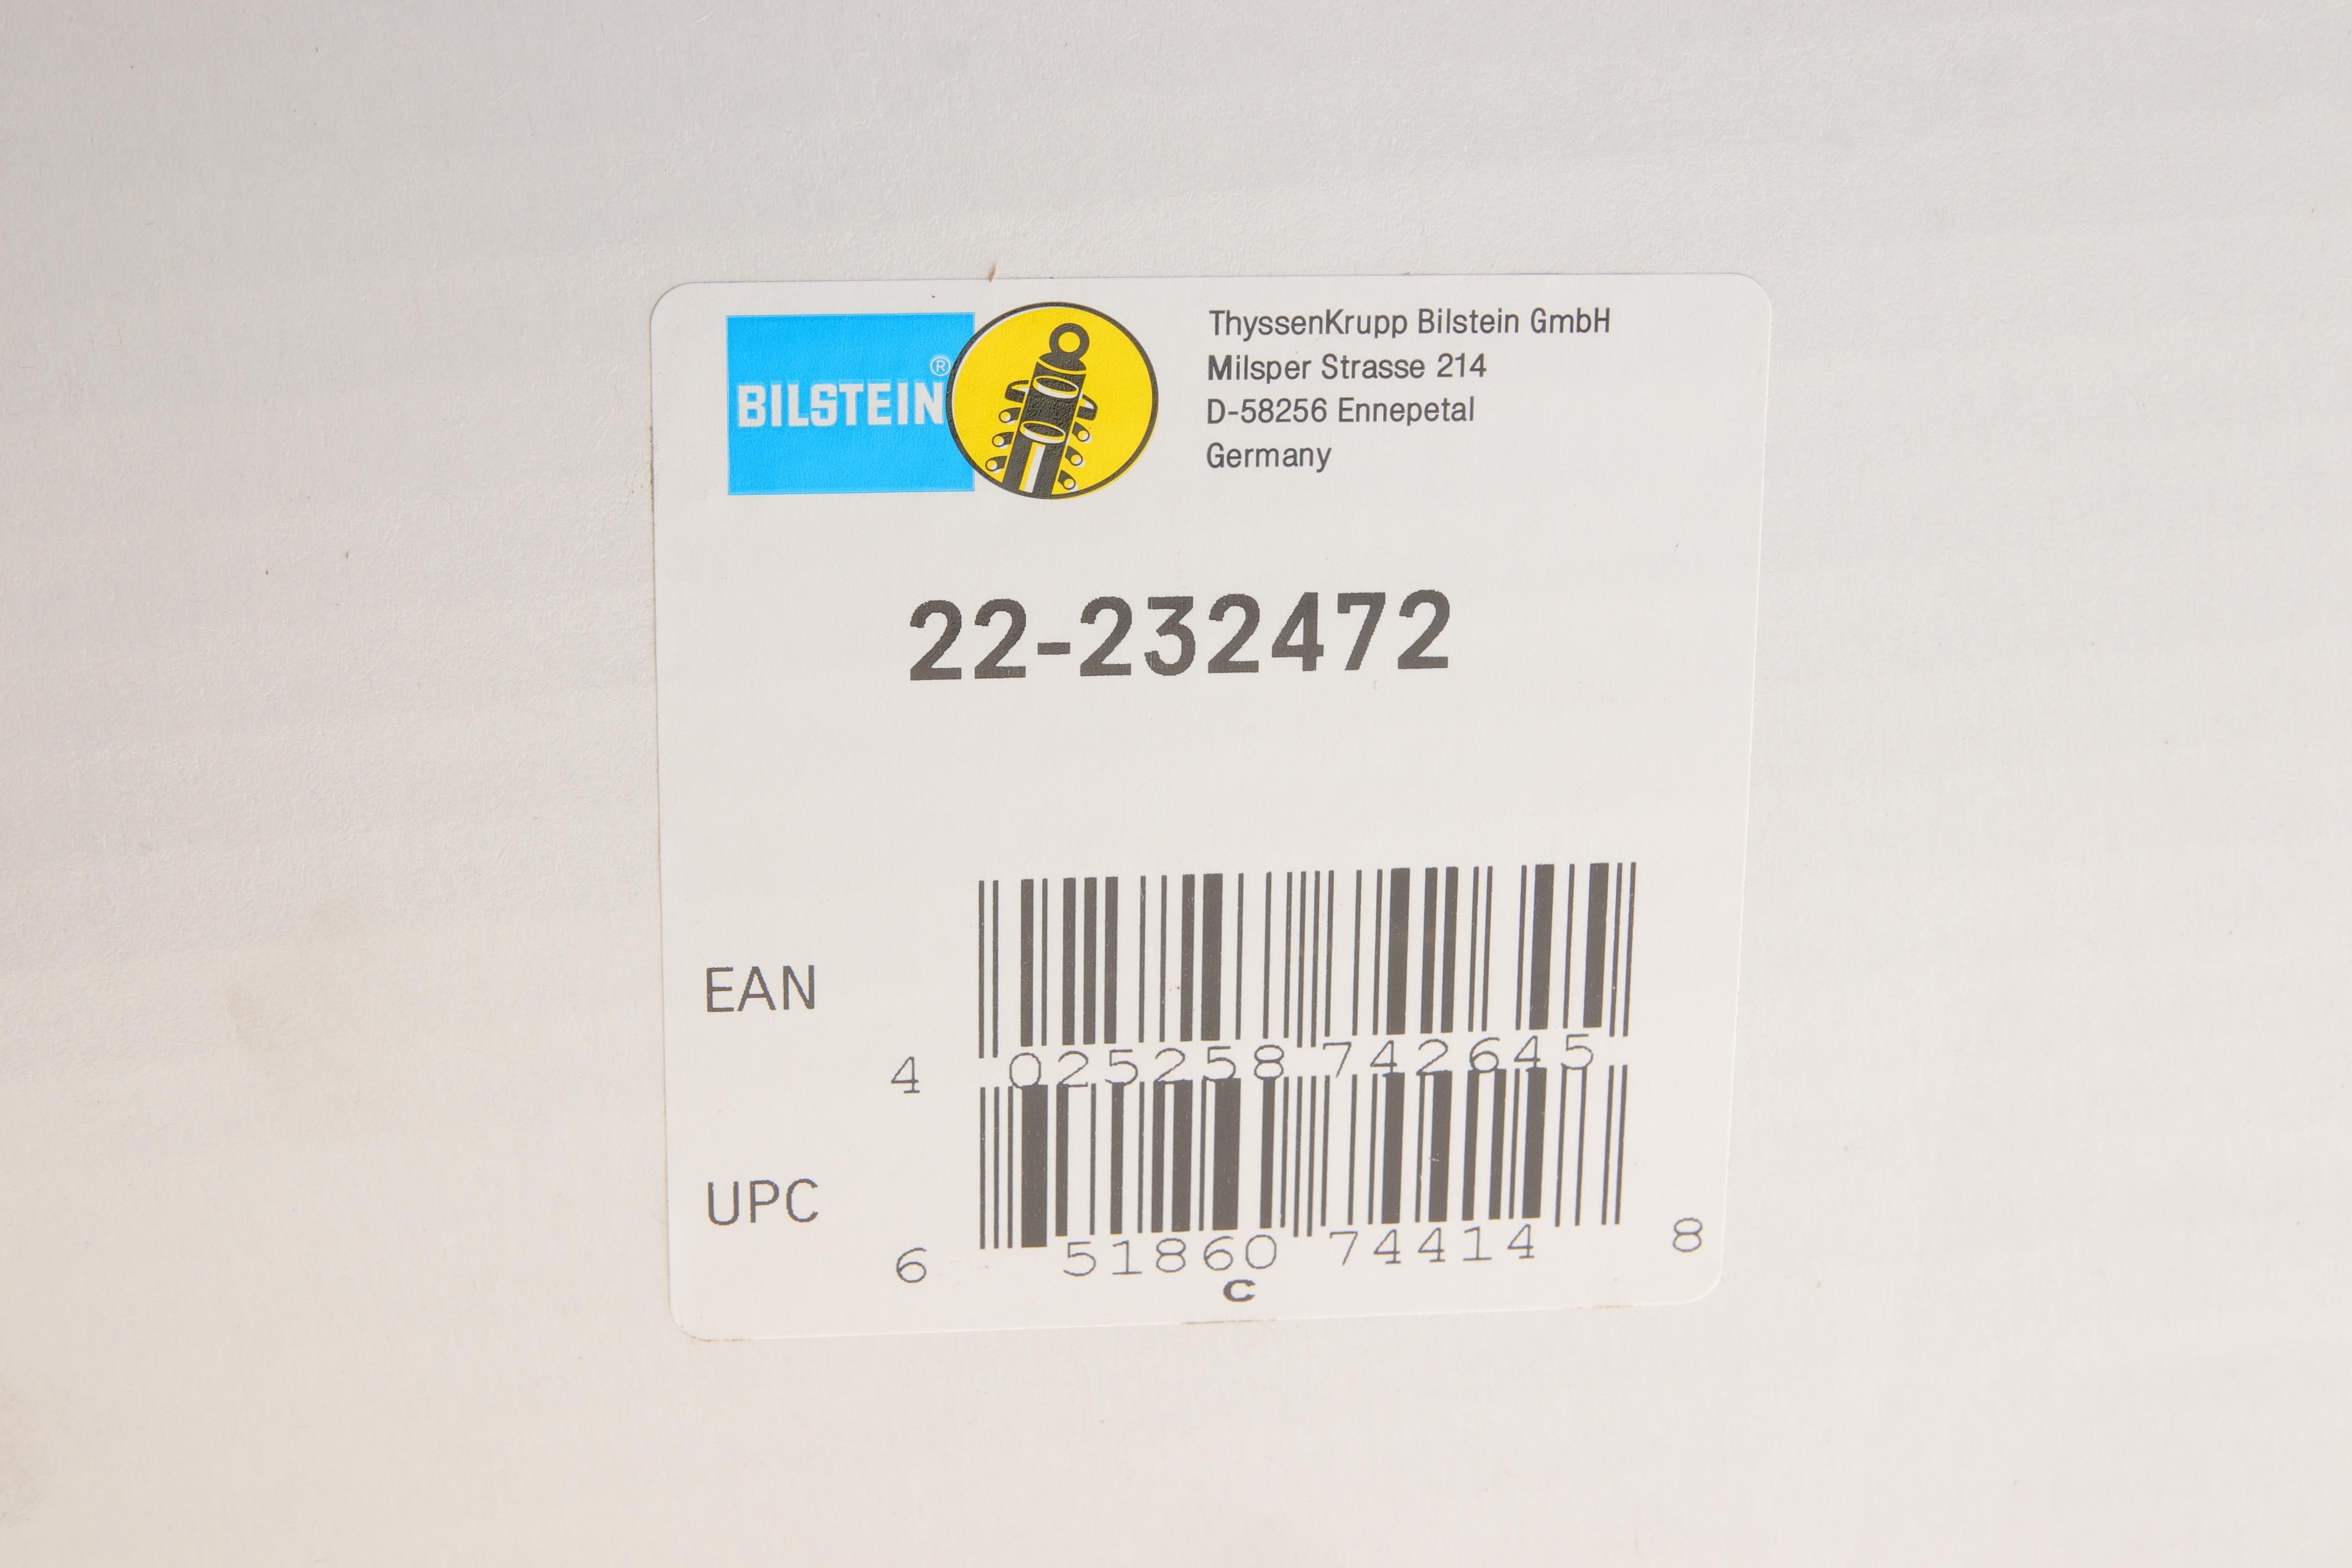 BILSTEIN®
ThyssenKrupp Bilstein GmbH
Milsper Strasse 214
D-58256 Ennepetal
Germany
22-232472
EAN
4 025258 742645
UPC
6 51860 74414 8
C